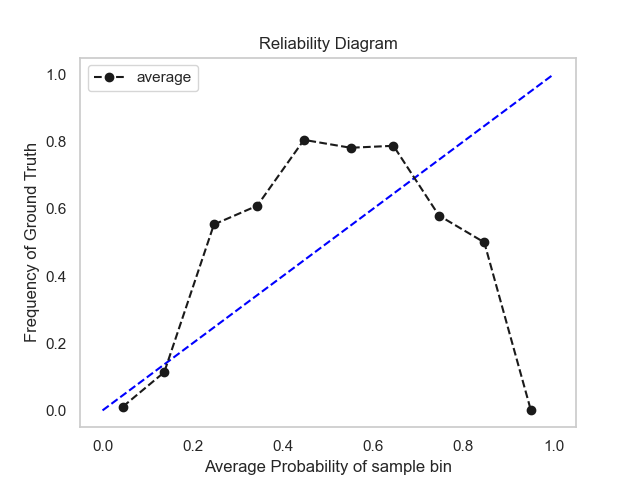 Reliability Diagram
average
Frequency of Ground Truth
1.0
0.8
0.6
0.4
0.2
0.0
0.0 0.2 0.4 0.6 0.8 1.0
Average Probability of sample bin